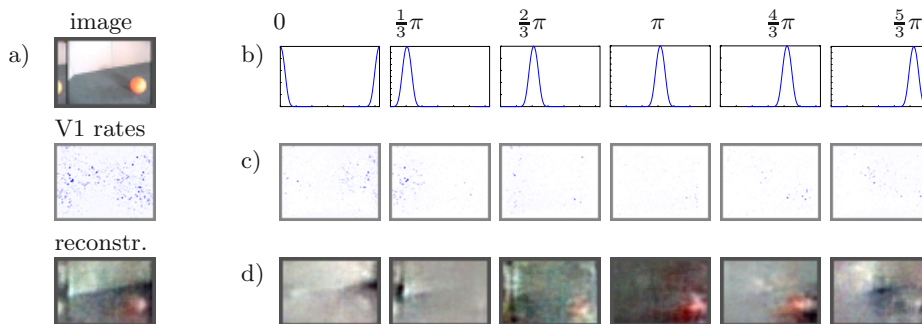 image
0 1/3π 2/3π π 4/3π 5/3π
a)
b)
V1 rates
c)
reconstr.
d)